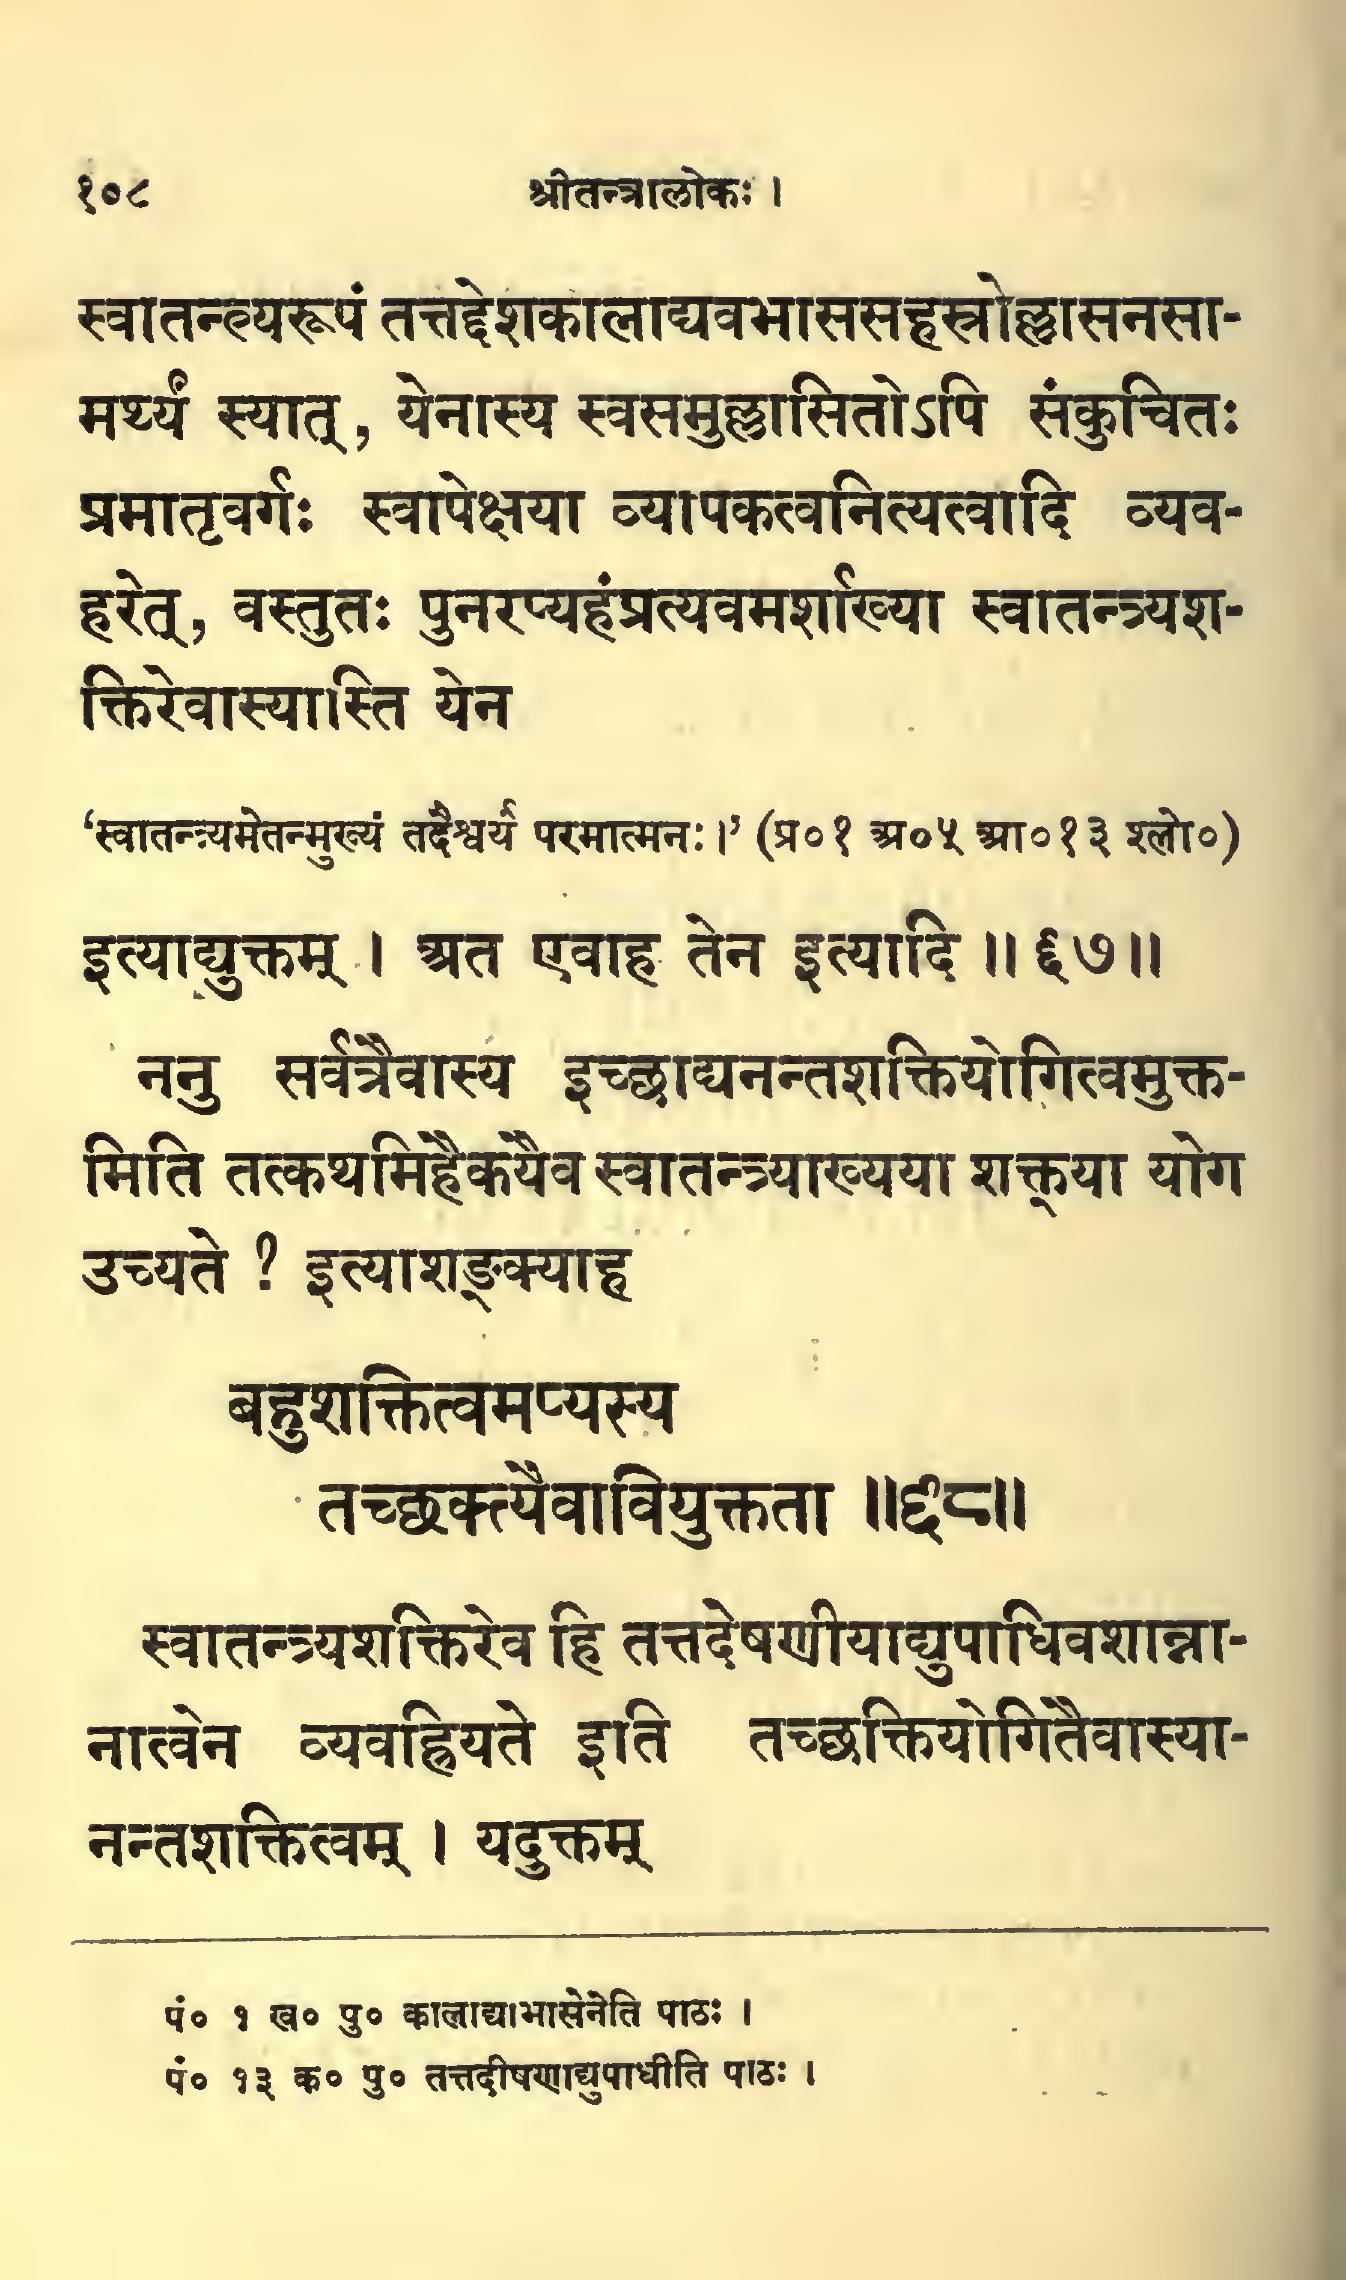 १०८ श्रीतन्त्रालोकः ।
स्वातन्त्र्यरूपं तत्तद्देशकालाद्यवभाससहस्रोल्लासनसा-
मर्थ्यं स्यात्, येनास्य स्वसमुल्लासितोऽपि संकुचितः
प्रमातृवर्गः स्वापेक्षया व्यापकत्वनित्यत्वादि व्यव-
हरेत्, वस्तुतः पुनरप्यहंप्रत्यवमर्शाख्या स्वातन्त्र्यश-
क्तिरेवास्यास्ति येन
‘स्वातन्त्र्यमेतन्मुख्यं तदैश्वर्यं परमात्मनः।’ (प्र०१ अ०५ आ०१३ श्लो०)
इत्याद्युक्तम् । अत एवाह तेन इत्यादि ॥ ६७॥
ननु सर्वत्रैवास्य इच्छाद्यनन्तशक्तियोगित्वमुक्त-
मिति तत्कथमिहैकयैव स्वातन्त्र्याख्यया शक्त्या योग
उच्यते ? इत्याशङ्क्याह
बहुशक्तित्वमप्यस्य
तच्छक्त्यैवावियुक्तता ॥६८॥
स्वातन्त्र्यशक्तिरेव हि तत्तदेषणीयाद्युपाधिवशान्ना-
नात्वेन व्यवह्रियते इति तच्छक्तियोगितैवास्या-
नन्तशक्तित्वम् । यदुक्तम्
पं० १ ख० पु० कालाद्याभासेनेति पाठः ।
पं० १३ क० पु० तत्तदीषणाद्युपाधीति पाठः ।